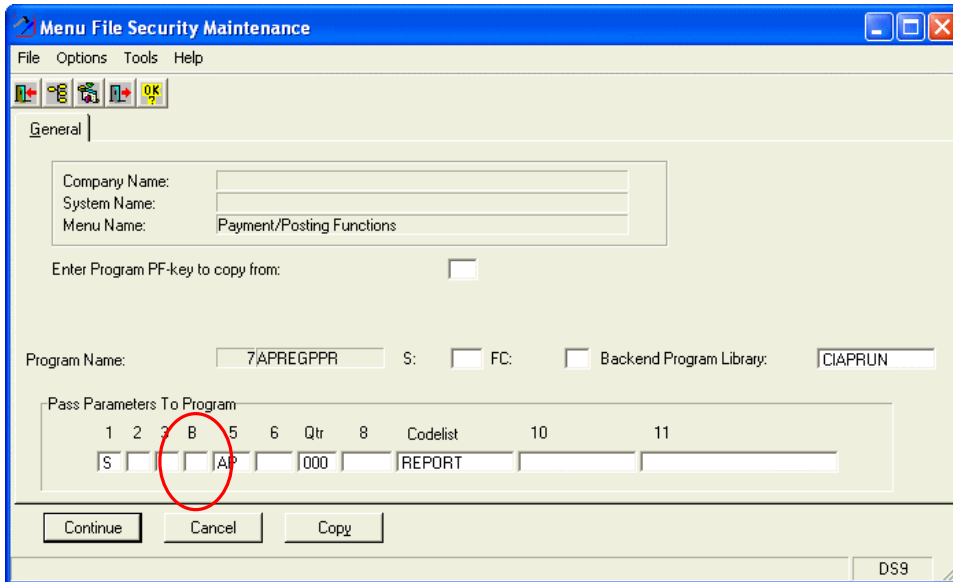 Menu File Security Maintenance
File Options Tools Help
OK
?
General
Company Name:
System Name:
Menu Name: Payment/Posting Functions
Enter Program PF-key to copy from:
Program Name: 7 APREGPPR S: FC: Backend Program Library: CIAPRUN
Pass Parameters To Program
1 2 3 B 5 6 Qtr 8 Codelist 10 11
S AP 000 REPORT
Continue Cancel Copy
DS9